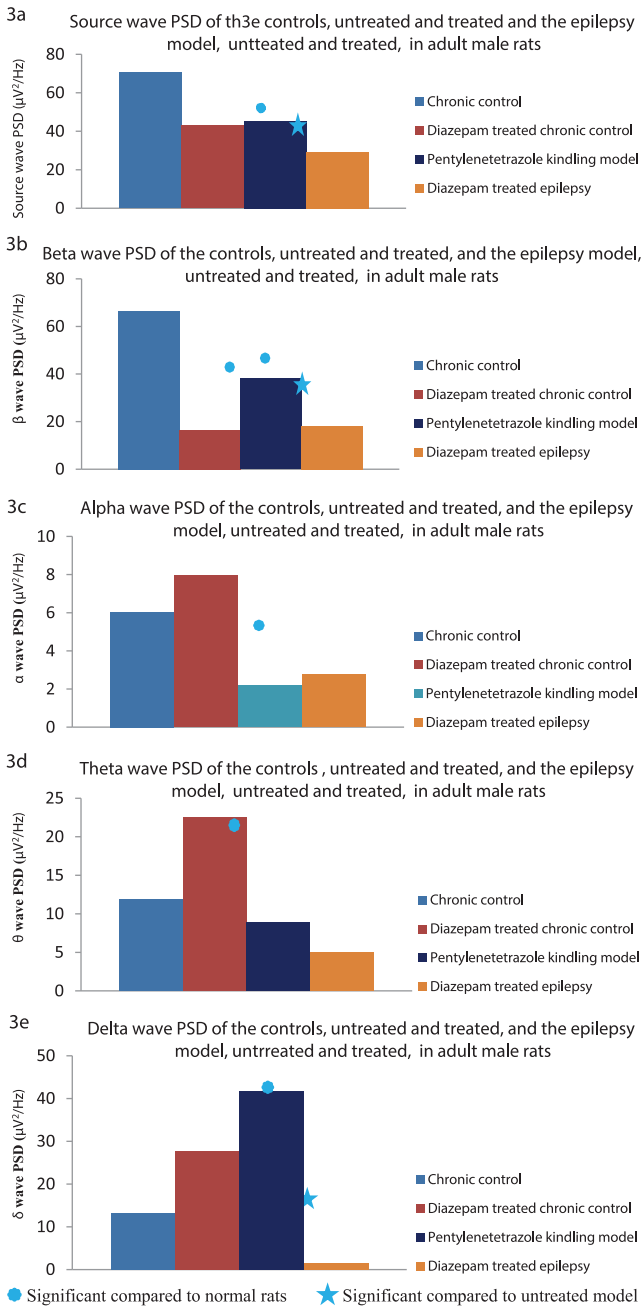 3a
Source wave PSD of th3e controls, untreated and treated and the epilepsy
model, untteated and treated, in adult male rats
Source wave PSD (µV²/Hz)
80
60
40
20
0
Chronic control
Diazepam treated chronic control
Pentylenetetrazole kindling model
Diazepam treated epilepsy
3b
Beta wave PSD of the controls, untreated and treated, and the epilepsy model,
untreated and treated, in adult male rats
β wave PSD (µV²/Hz)
80
60
40
20
0
Chronic control
Diazepam treated chronic control
Pentylenetetrazole kindling model
Diazepam treated epilepsy
3c
Alpha wave PSD of the controls, untreated and treated, and the epilepsy
model, untreated and treated, in adult male rats
α wave PSD (µV²/Hz)
10
8
6
4
2
0
Chronic control
Diazepam treated chronic control
Pentylenetetrazole kindling model
Diazepam treated epilepsy
3d
Theta wave PSD of the controls , untreated and treated, and the epilepsy
model, untreated and treated, in adult male rats
θ wave PSD (µV²/Hz)
25
20
15
10
5
0
Chronic control
Diazepam treated chronic control
Pentylenetetrazole kindling model
Diazepam treated epilepsy
3e
Delta wave PSD of the controls, untreated and treated, and the epilepsy
model, untrreated and treated, in adult male rats
δ wave PSD (µV²/Hz)
50
40
30
20
10
0
Chronic control
Diazepam treated chronic control
Pentylenetetrazole kindling model
Diazepam treated epilepsy
Significant compared to normal rats
Significant compared to untreated model